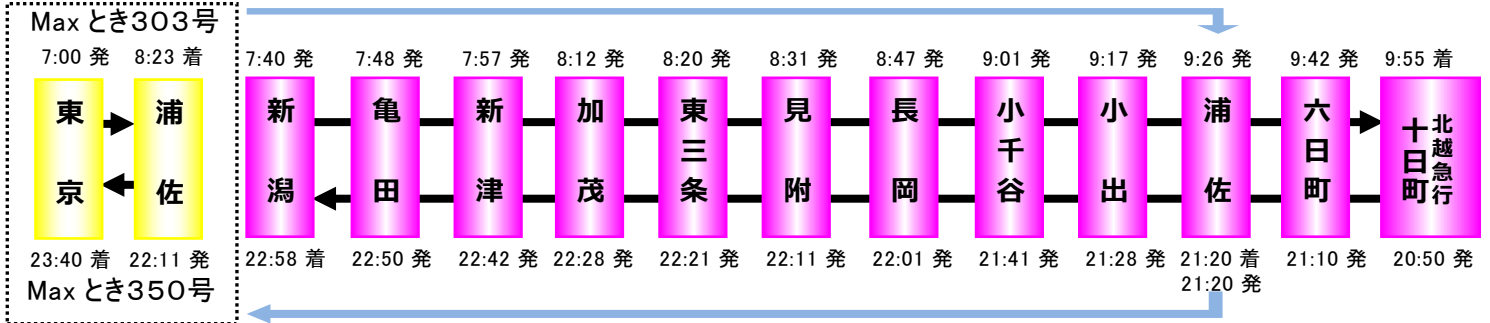 Max とき303号
7:00 発 8:23 着 7:40 発 7:48 発 7:57 発 8:12 発 8:20 発 8:31 発 8:47 発 9:01 発 9:17 発 9:26 発 9:42 発 9:55 着
東京
浦佐
新潟
亀田
新津
加茂
東三条
見附
長岡
小千谷
小出
浦佐
六日町
北越急行
十日町
23:40 着 22:11 発 22:58 着 22:50 発 22:42 発 22:28 発 22:21 発 22:11 発 22:01 発 21:41 発 21:28 発 21:20 着 21:10 発 20:50 発
21:20 発
Max とき350号